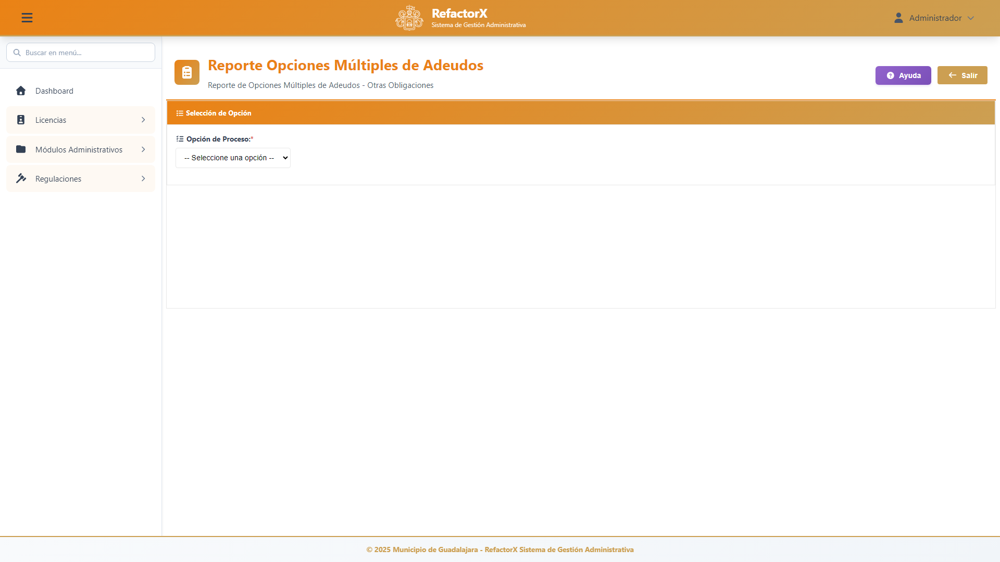 RefactorX
Sistema de Gestión Administrativa
Administrador
Buscar en menú...
Dashboard
Licencias
Módulos Administrativos
Regulaciones
Reporte Opciones Múltiples de Adeudos
Reporte de Opciones Múltiples de Adeudos - Otras Obligaciones
Ayuda
Salir
Selección de Opción
Opción de Proceso:*
-- Seleccione una opción --
© 2025 Municipio de Guadalajara - RefactorX Sistema de Gestión Administrativa